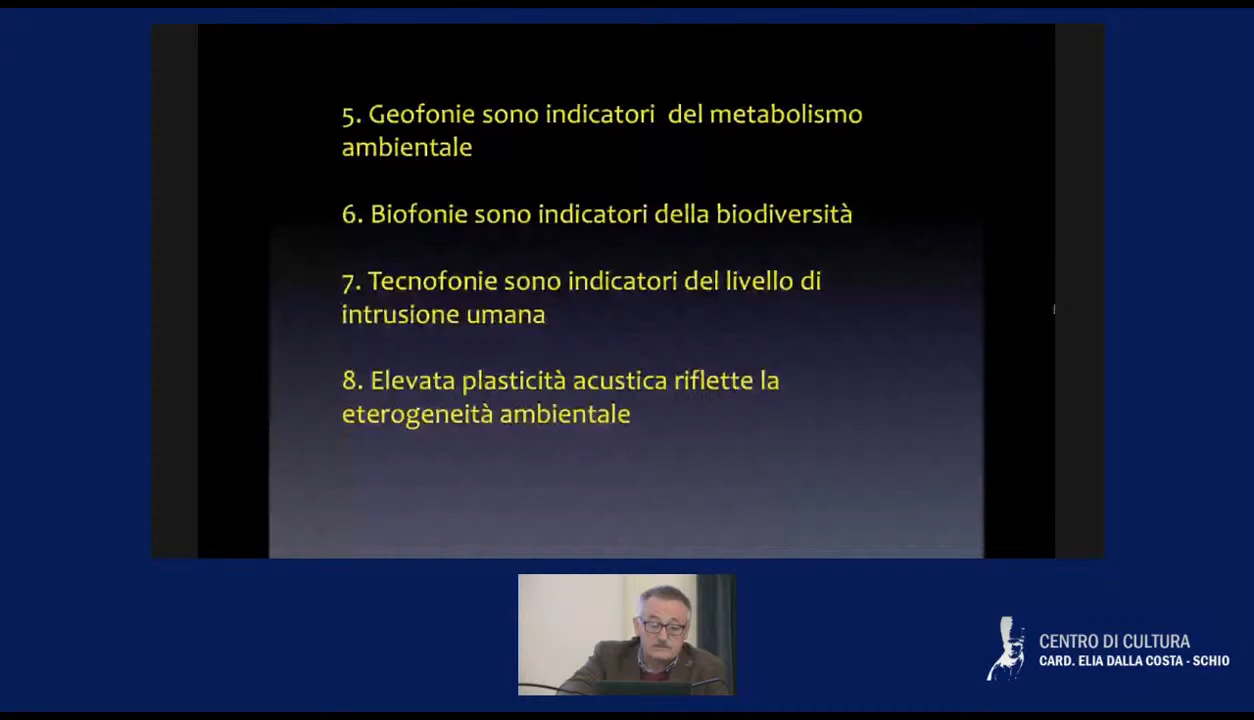 5. Geofonie sono indicatori del metabolismo
ambientale
6. Biofonie sono indicatori della biodiversità
7. Tecnofonie sono indicatori del livello di
intrusione umana
8. Elevata plasticità acustica riflette la
eterogeneità ambientale
CENTRO DI CULTURA
CARD. ELIA DALLA COSTA - SCHIO